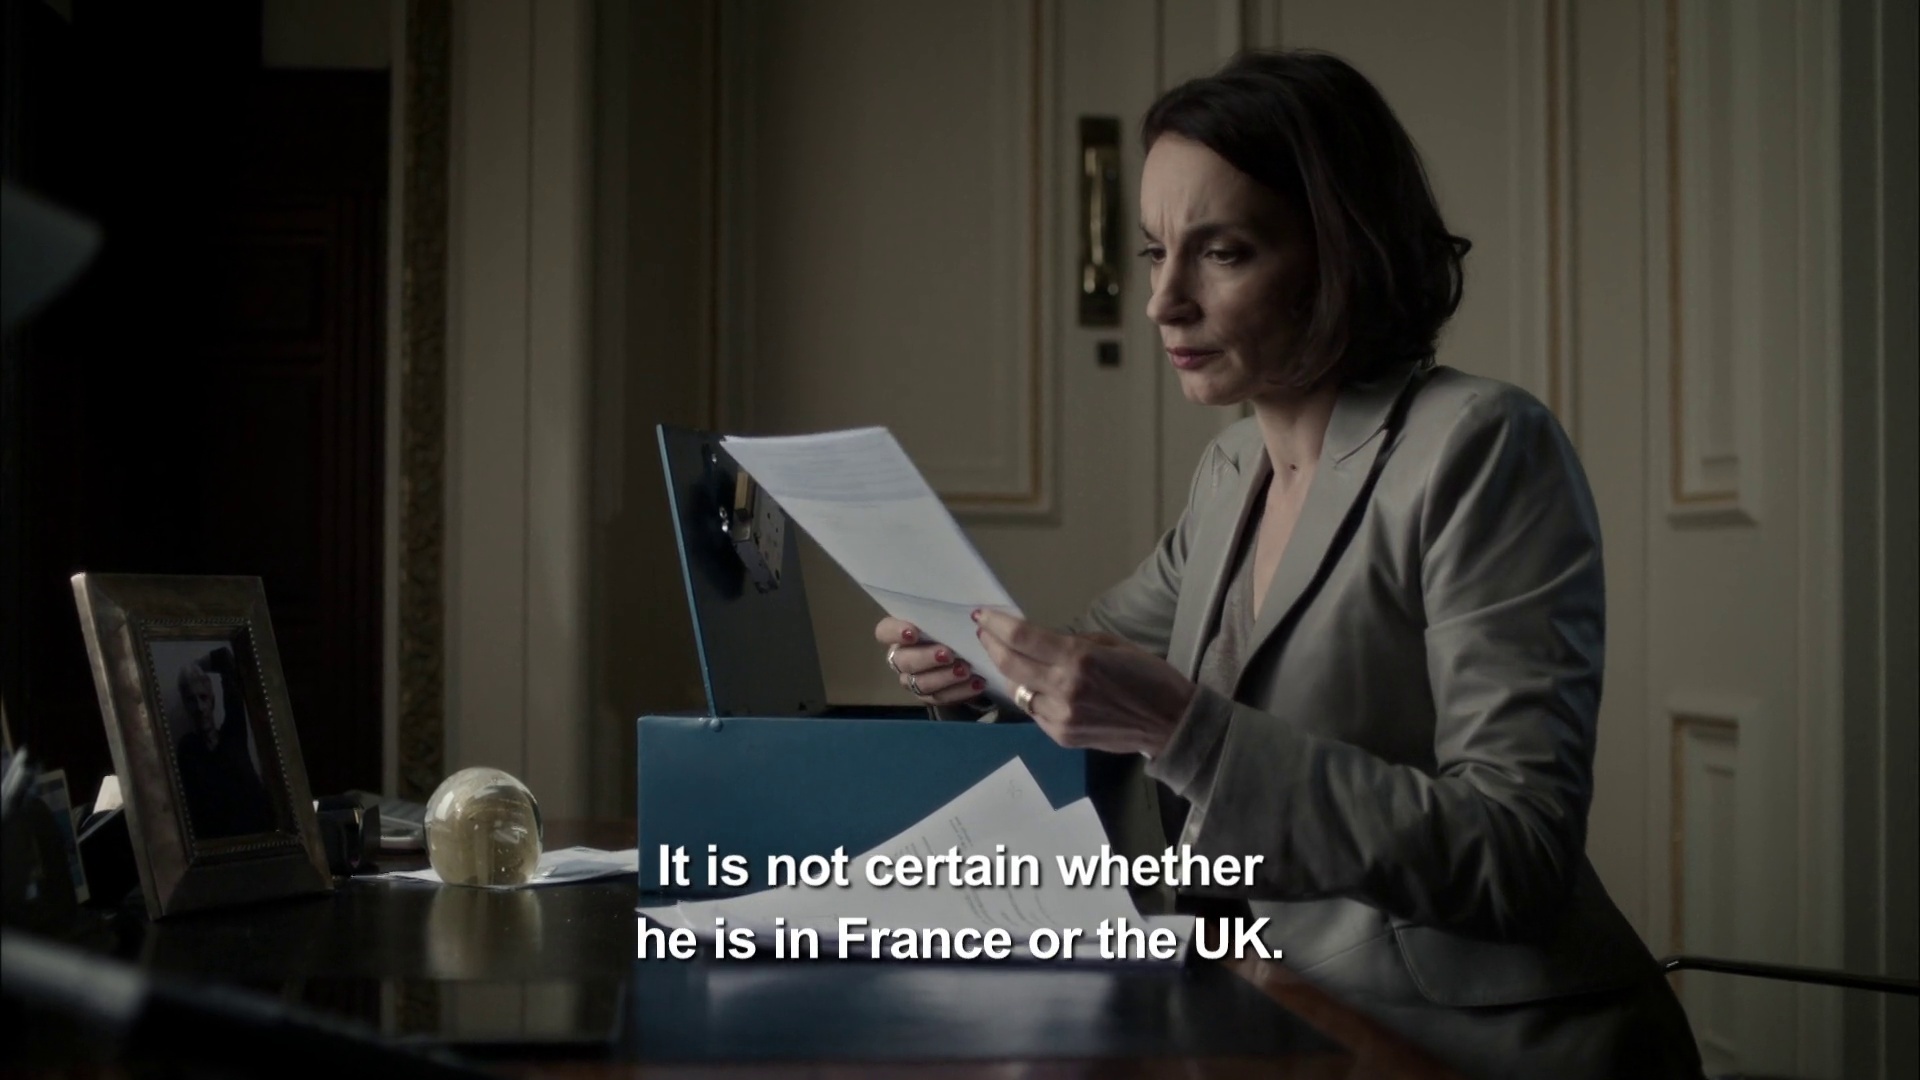 It is not certain whether
he is in France or the UK.